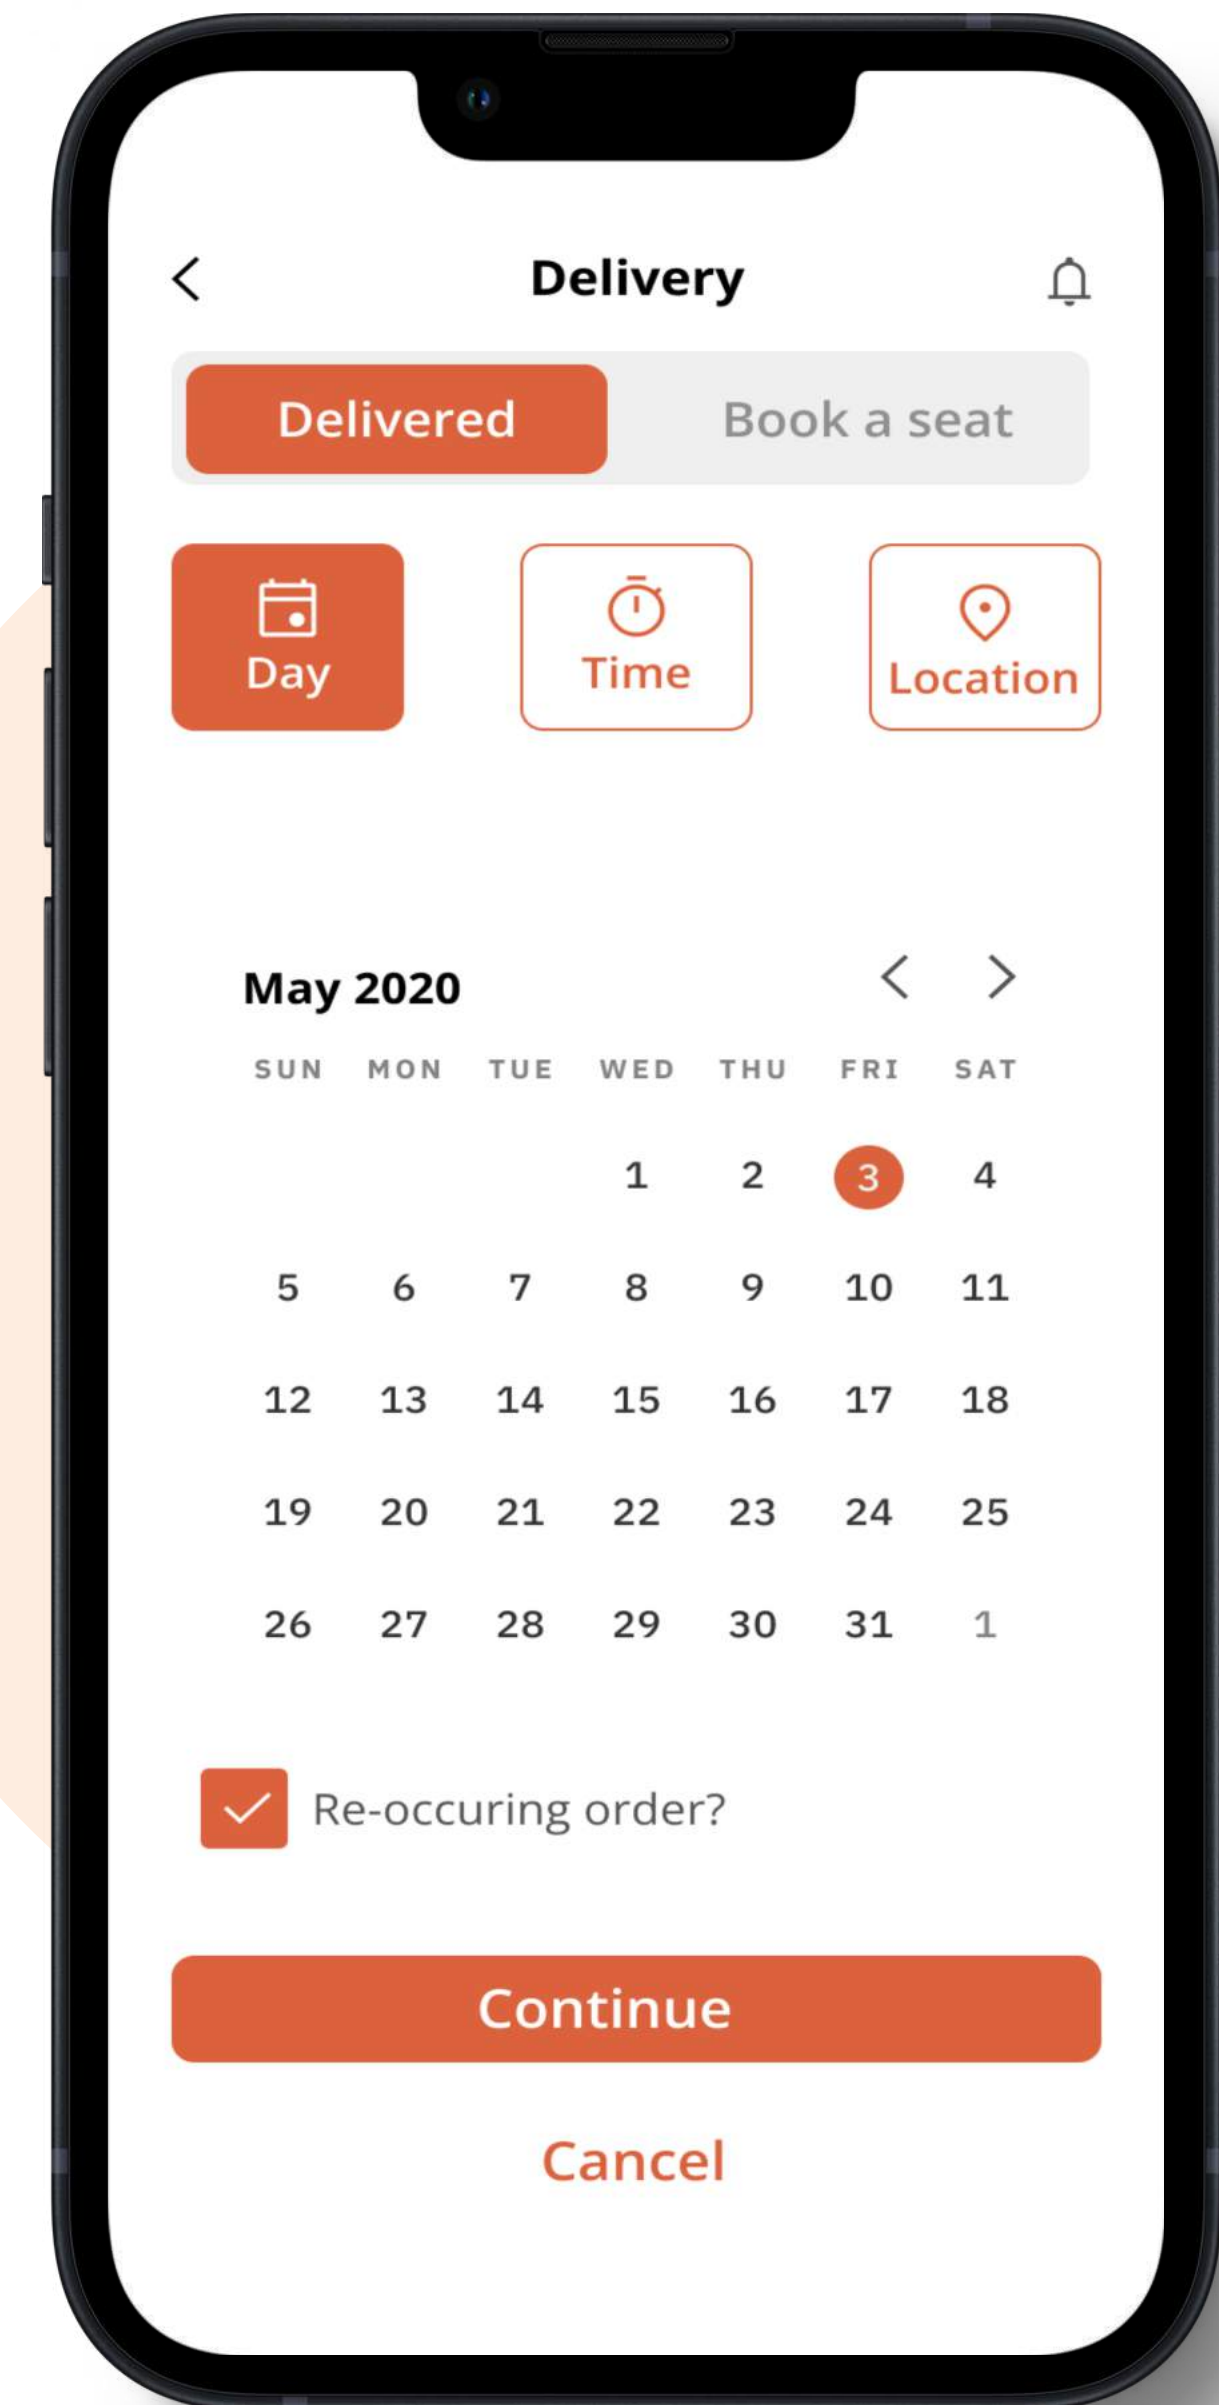 Delivery
Delivered Book a seat
Day Time Location
May 2020
SUN MON TUE WED THU FRI SAT
1 2 3 4
5 6 7 8 9 10 11
12 13 14 15 16 17 18
19 20 21 22 23 24 25
26 27 28 29 30 31 1
Re-occuring order?
Continue
Cancel